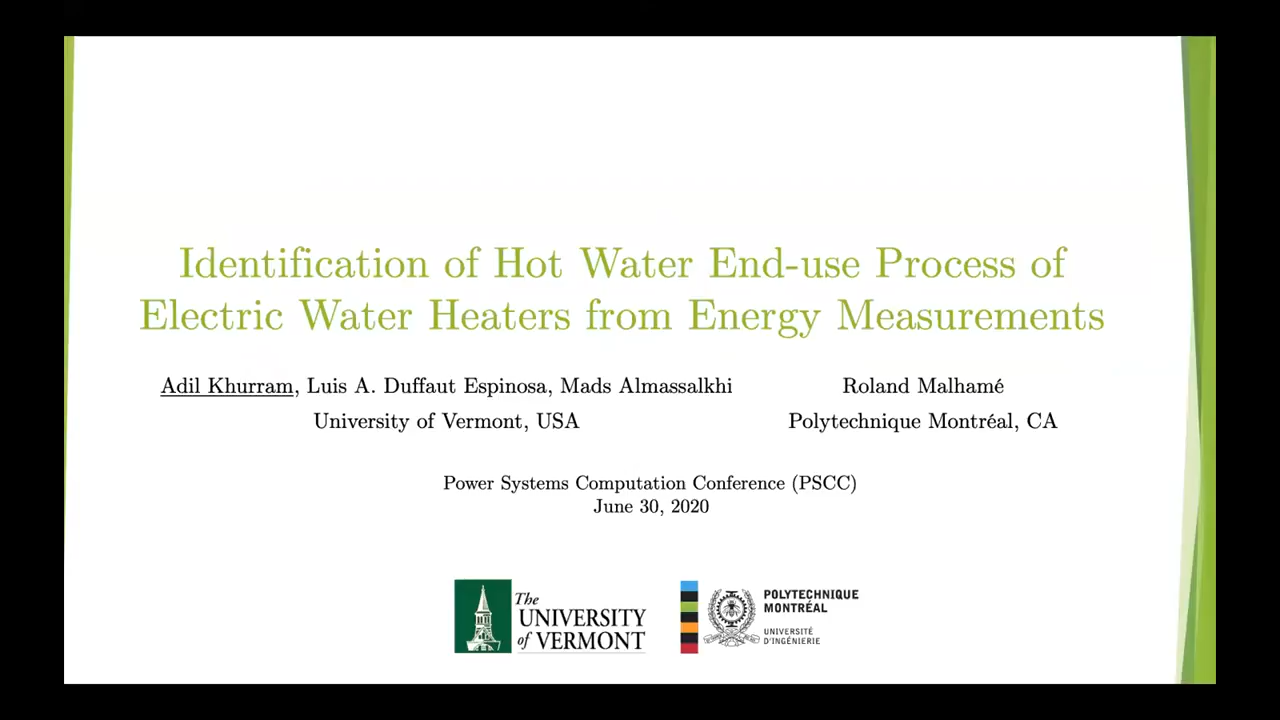 Identification of Hot Water End-use Process of
Electric Water Heaters from Energy Measurements
Adil Khurram, Luis A. Duffaut Espinosa, Mads Almassalkhi
University of Vermont, USA
Roland Malhamé
Polytechnique Montréal, CA
Power Systems Computation Conference (PSCC)
June 30, 2020
The
UNIVERSITY
of VERMONT
POLYTECHNIQUE
MONTRÉAL
UNIVERSITÉ
D'INGÉNIERIE